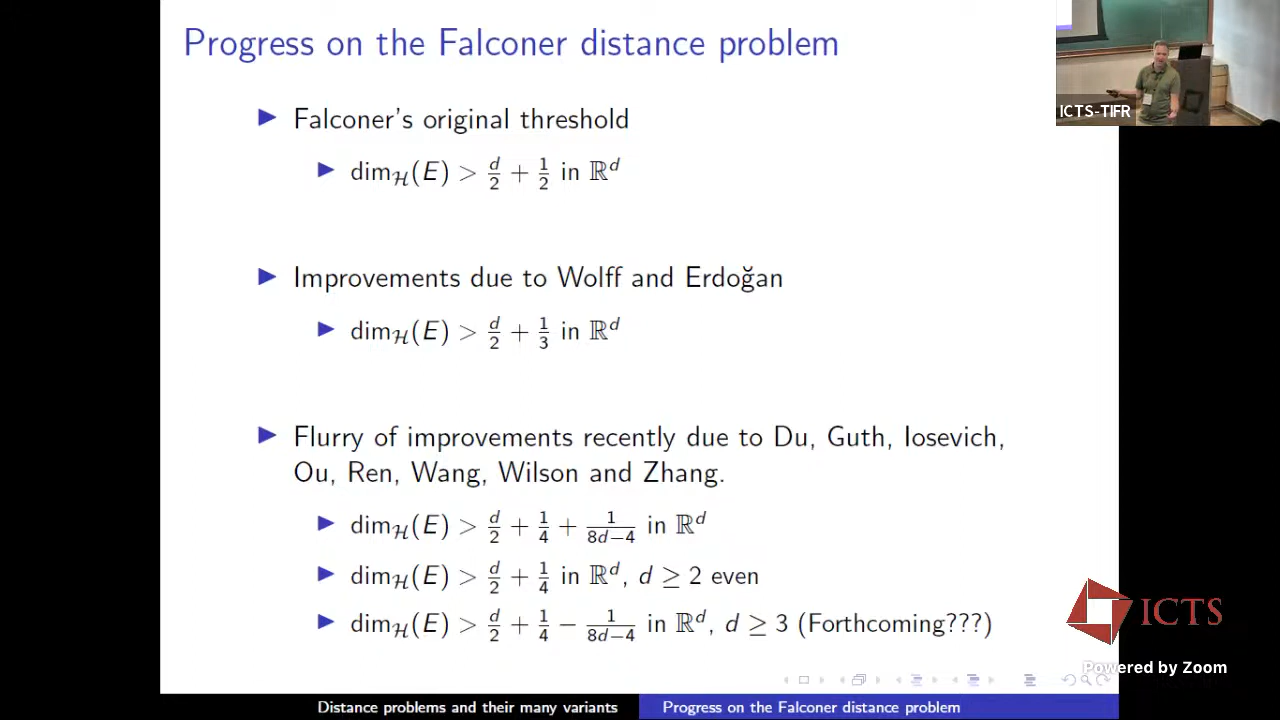 Progress on the Falconer distance problem
ICTS-TIFR
▶ Falconer's original threshold
▶ dim_ℋ(E) > d/2 + 1/2 in ℝ^d
▶ Improvements due to Wolff and Erdoğan
▶ dim_ℋ(E) > d/2 + 1/3 in ℝ^d
▶ Flurry of improvements recently due to Du, Guth, Iosevich,
Ou, Ren, Wang, Wilson and Zhang.
▶ dim_ℋ(E) > d/2 + 1/4 + 1/(8d−4) in ℝ^d
▶ dim_ℋ(E) > d/2 + 1/4 in ℝ^d, d ≥ 2 even
▶ dim_ℋ(E) > d/2 + 1/4 − 1/(8d−4) in ℝ^d, d ≥ 3 (Forthcoming???)
ICTS
Powered by Zoom
Distance problems and their many variants
Progress on the Falconer distance problem